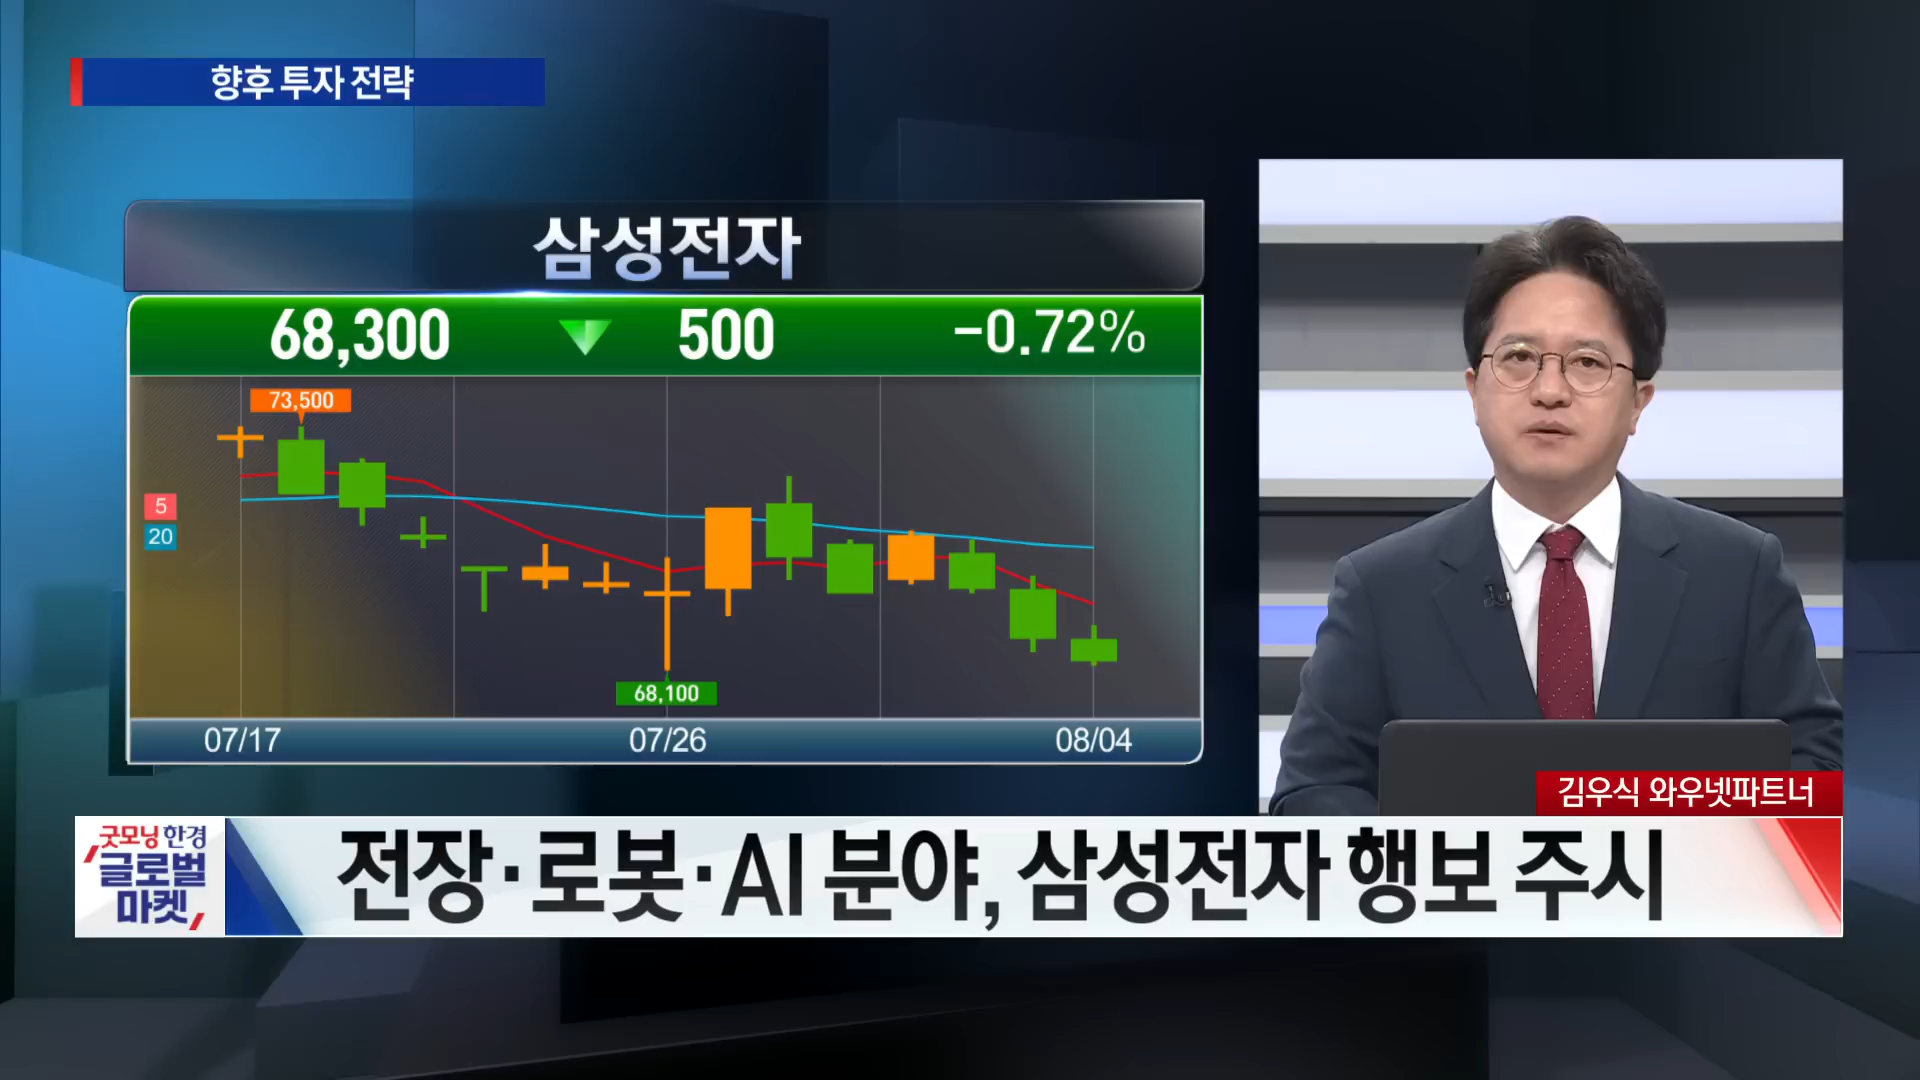 향후 투자 전략
삼성전자
68,300 ▼ 500 -0.72%
73,500
5
20
68,100
07/17 07/26 08/04
김우식 와우넷파트너
굿모닝 한경
글로벌
마켓
전장·로봇·AI 분야, 삼성전자 행보 주시